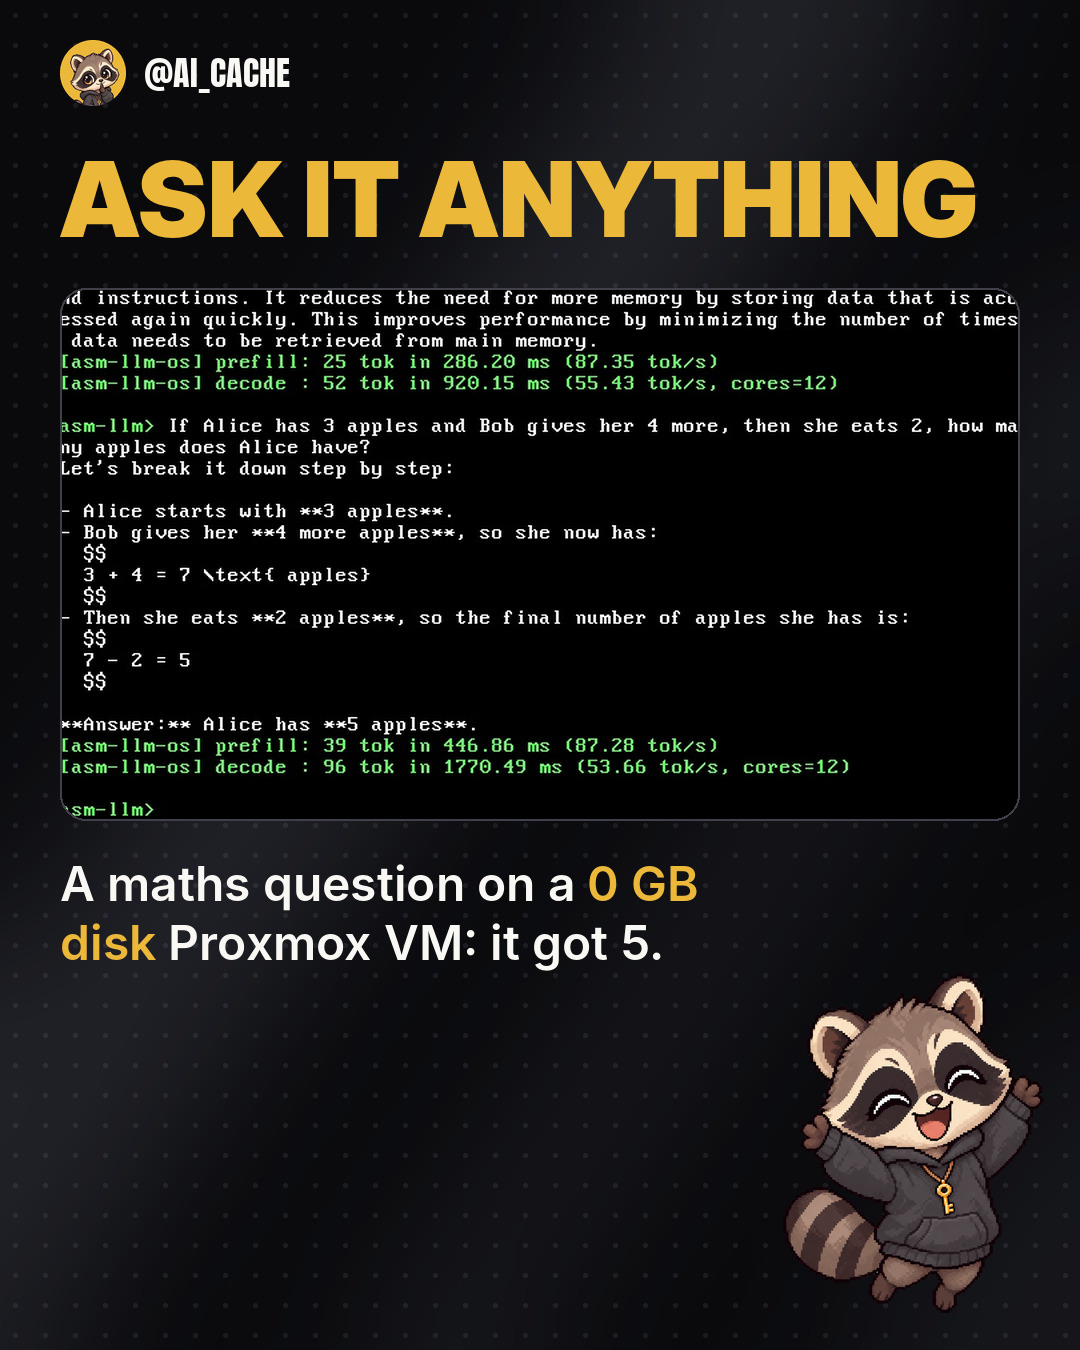 @AI_CACHE
ASK IT ANYTHING
nd instructions. It reduces the need for more memory by storing data that is acc
essed again quickly. This improves performance by minimizing the number of times
data needs to be retrieved from main memory.
[asm-llm-os] prefill: 25 tok in 286.20 ms (87.35 tok/s)
[asm-llm-os] decode : 52 tok in 920.15 ms (55.43 tok/s, cores=12)
asm-llm> If Alice has 3 apples and Bob gives her 4 more, then she eats 2, how ma
ny apples does Alice have?
Let's break it down step by step:
- Alice starts with **3 apples**.
- Bob gives her **4 more apples**, so she now has:
$$
3 + 4 = 7 \text{ apples}
$$
- Then she eats **2 apples**, so the final number of apples she has is:
$$
7 - 2 = 5
$$
**Answer:** Alice has **5 apples**.
[asm-llm-os] prefill: 39 tok in 446.86 ms (87.28 tok/s)
[asm-llm-os] decode : 96 tok in 1770.49 ms (53.66 tok/s, cores=12)
asm-llm>
A maths question on a 0 GB
disk Proxmox VM: it got 5.